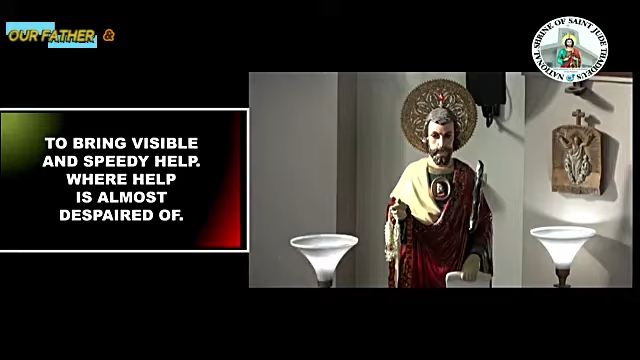 OUR FATHER &
NATIONAL SHRINE OF SAINT JUDE THADDEUS
TO BRING VISIBLE
AND SPEEDY HELP.
WHERE HELP
IS ALMOST
DESPAIRED OF.